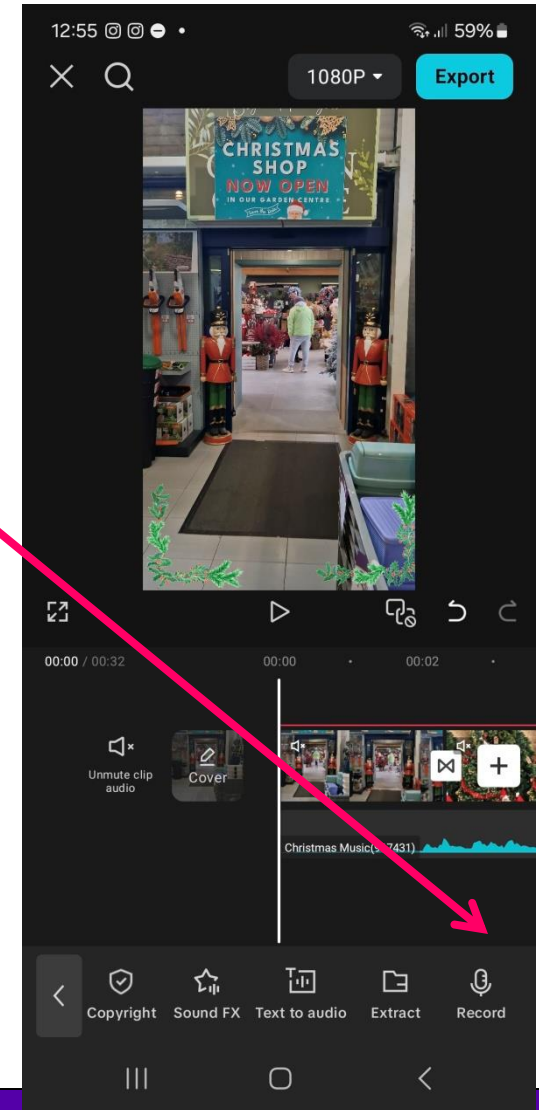 12:55 59%
1080P Export
CHRISTMAS
SHOP
NOW OPEN
IN OUR GARDEN CENTRE
00:00 / 00:32 00:00 00:02
Unmute clip
audio
Cover
Christmas Music(
7431)
Copyright Sound FX Text to audio Extract Record